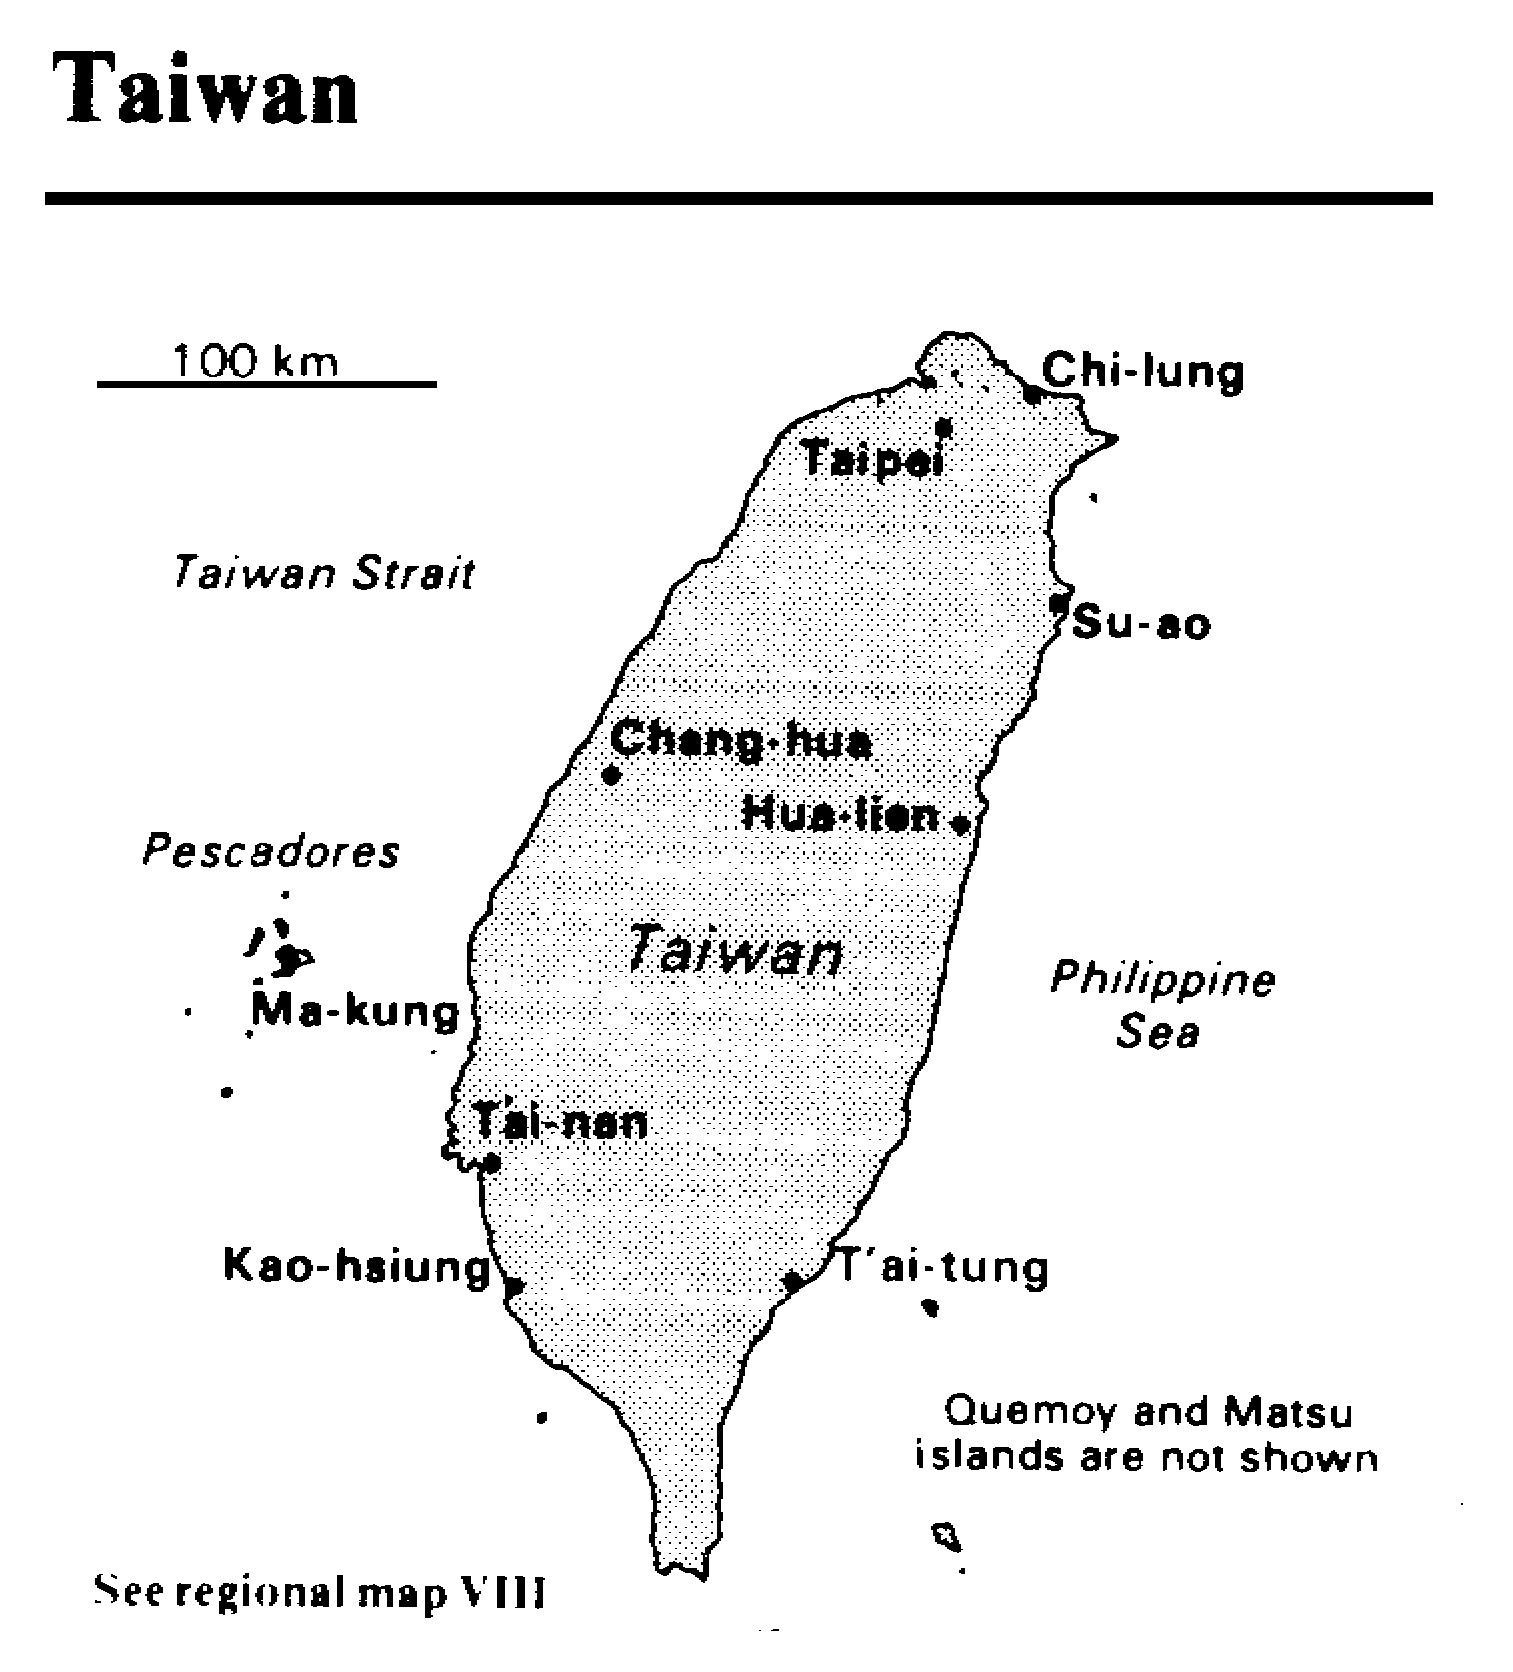 Taiwan
100 km
Chi-lung
Taipei
Taiwan Strait
Su-ao
Chang-hua
Hua-lien
Pescadores
Taiwan
Philippine
Sea
Ma-kung
T'ai-nan
Kao-hsiung
T'ai-tung
Quemoy and Matsu
islands are not shown
See regional map VIII